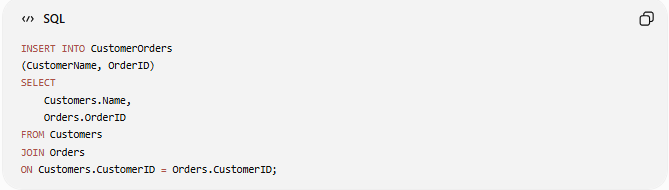 SQL
INSERT INTO CustomerOrders
(CustomerName, OrderID)
SELECT
    Customers.Name,
    Orders.OrderID
FROM Customers
JOIN Orders
ON Customers.CustomerID = Orders.CustomerID;